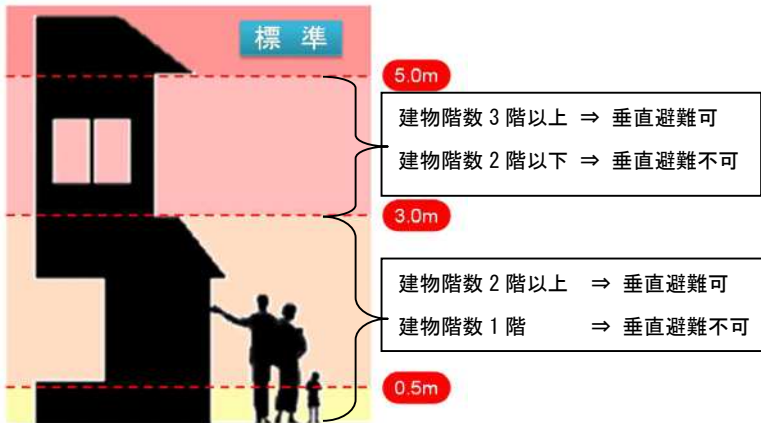 標 準
5.0m
建物階数 3 階以上 ⇒ 垂直避難可
建物階数 2 階以下 ⇒ 垂直避難不可
3.0m
建物階数 2 階以上 ⇒ 垂直避難可
建物階数 1 階 ⇒ 垂直避難不可
0.5m